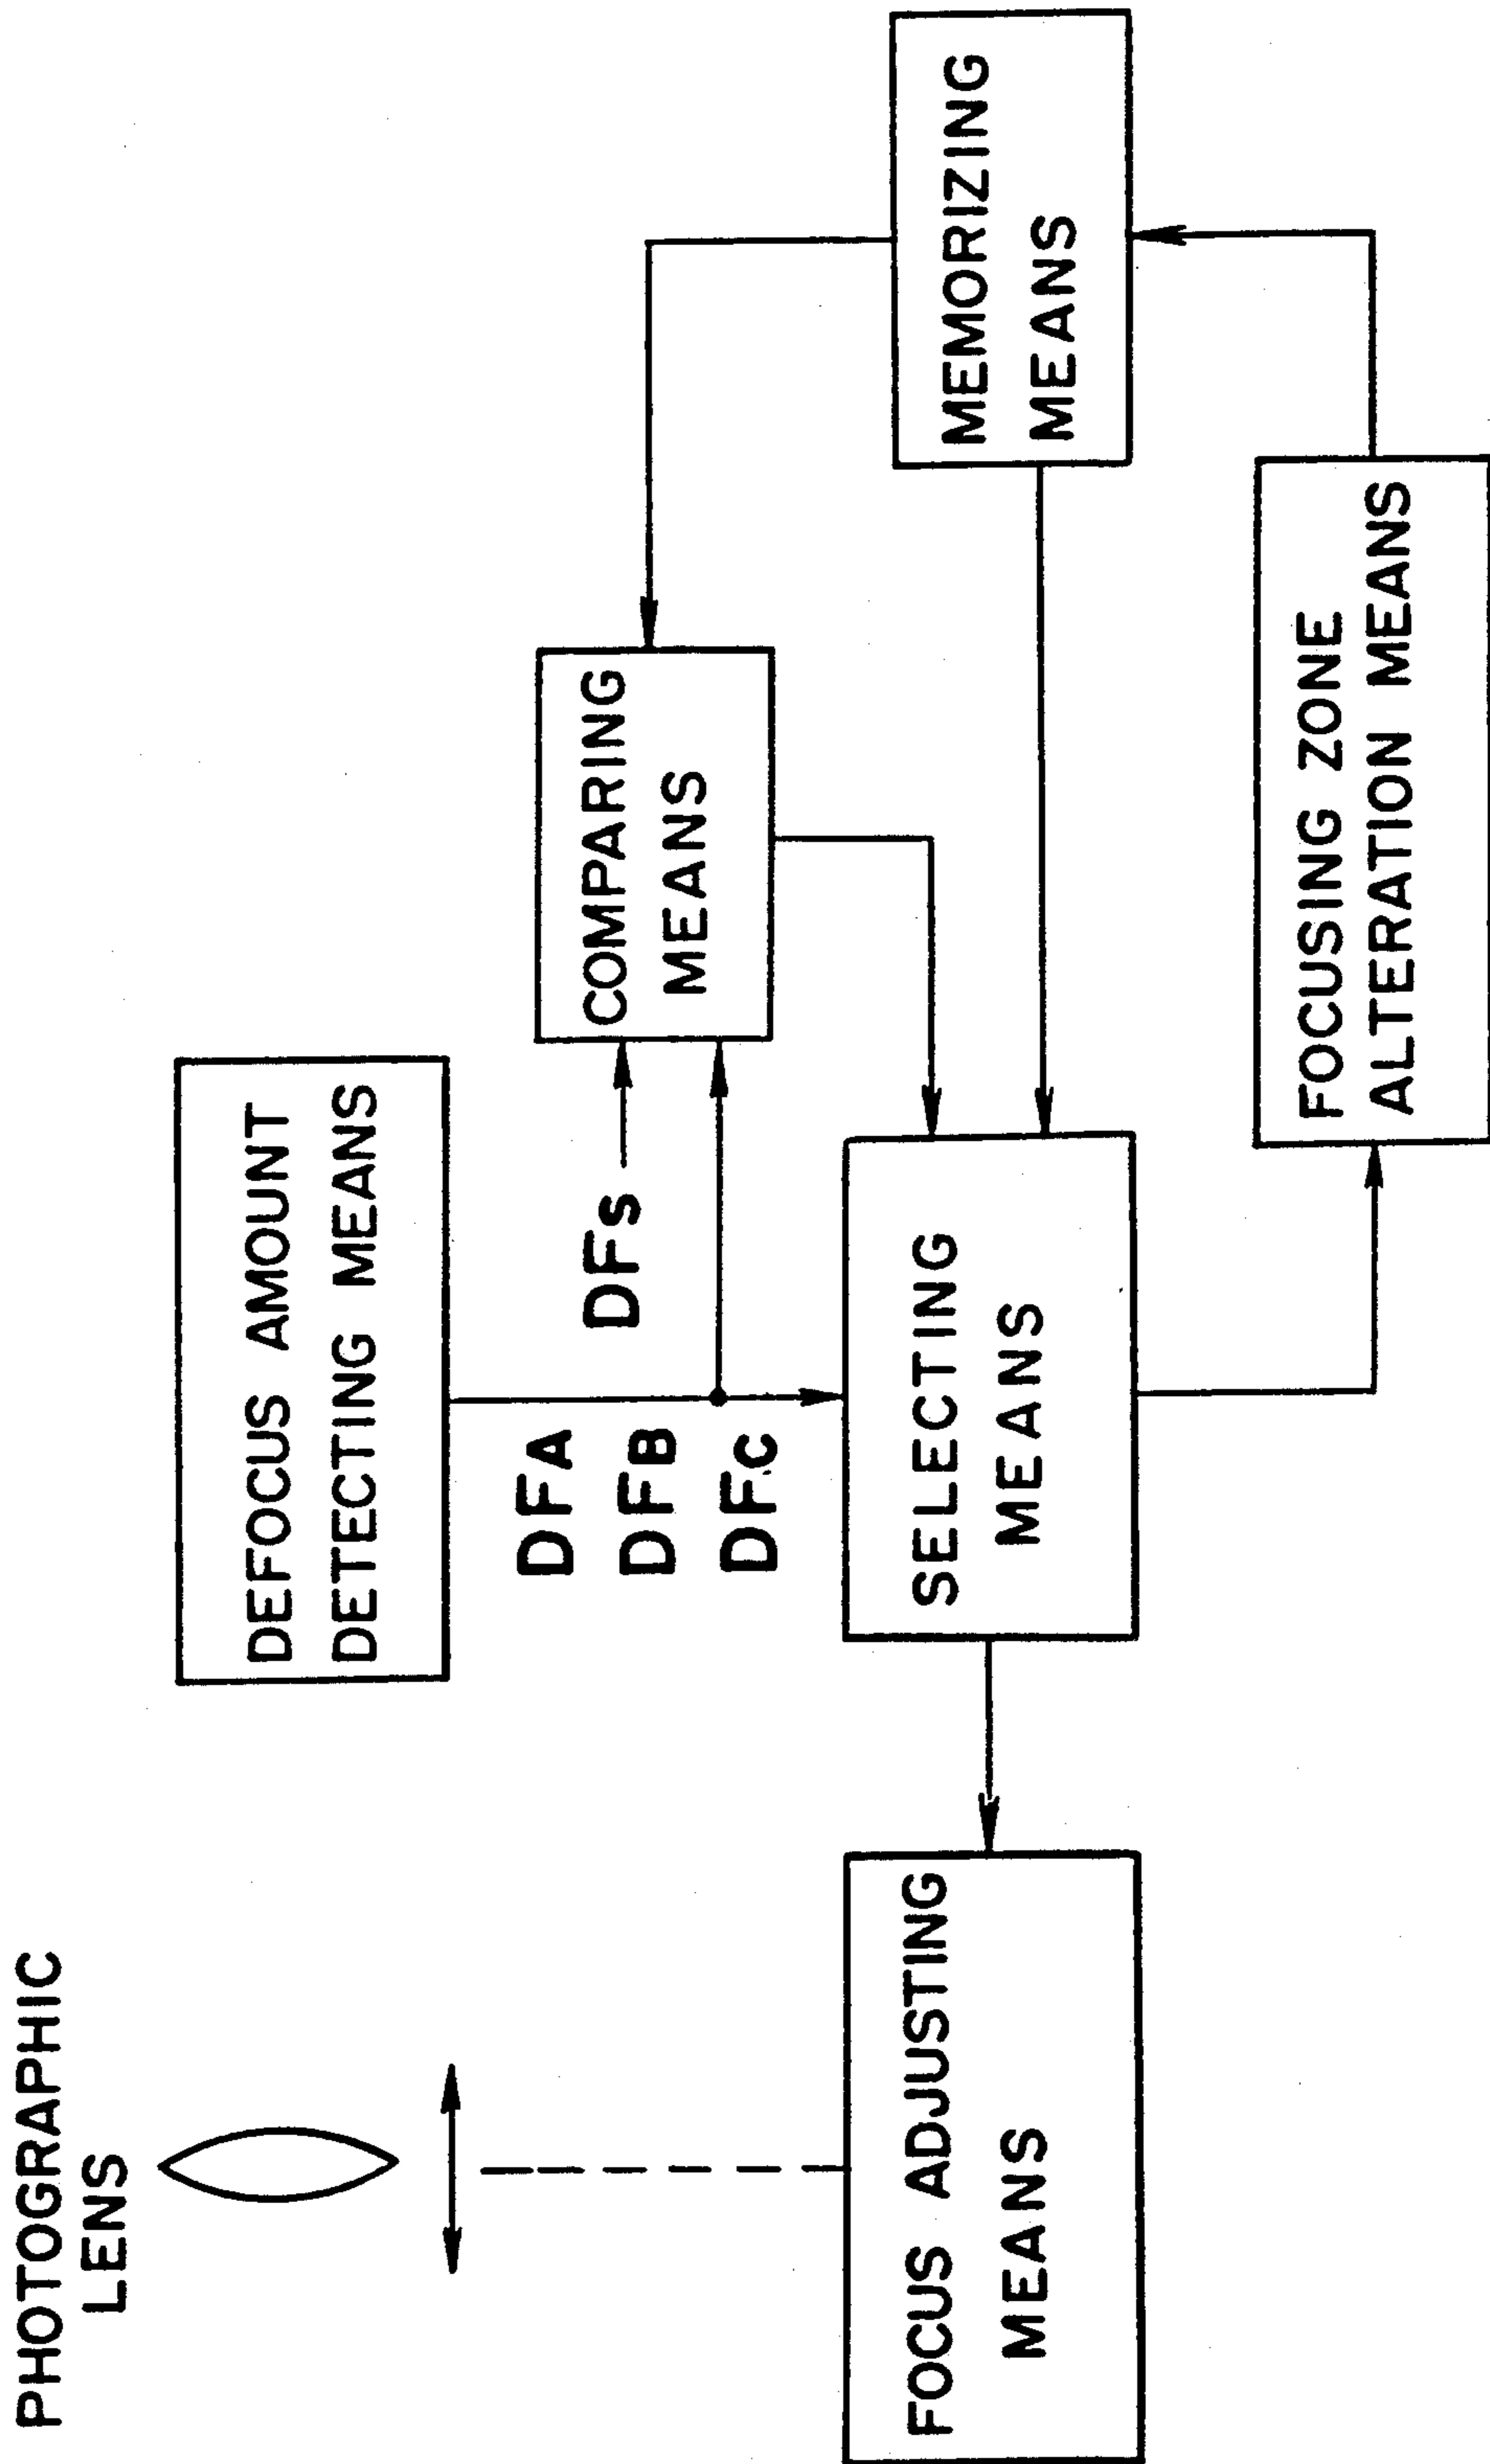 PHOTOGRAPHIC
LENS
DEFOCUS AMOUNT
DETECTING MEANS
DFA
DFB
DFC
DFS
COMPARING
MEANS
MEMORIZING
MEANS
SELECTING
MEANS
FOCUS ADJUSTING
MEANS
FOCUSING ZONE
ALTERATION MEANS